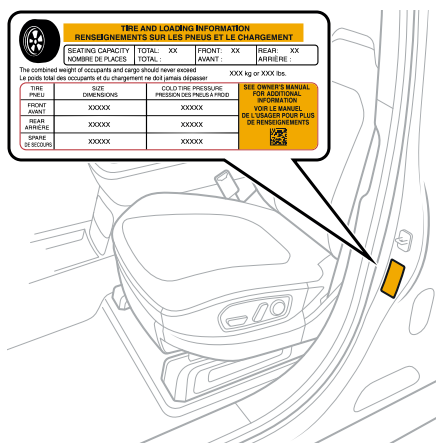 TIRE AND LOADING INFORMATION
RENSEIGNEMENTS SUR LES PNEUS ET LE CHARGEMENT
SEATING CAPACITY TOTAL: XX FRONT: XX REAR: XX
NOMBRE DE PLACES TOTAL : AVANT : ARRIÈRE :
The combined weight of occupants and cargo should never exceed XXX kg or XXX lbs.
Le poids total des occupants et du chargement ne doit jamais dépasser
TIRE SIZE COLD TIRE PRESSURE
PNEU DIMENSIONS PRESSION DES PNEUS A FROID
FRONT
AVANT XXXXX XXXXX
REAR
ARRIÈRE XXXXX XXXXX
SPARE
DE SECOURS XXXXX XXXXX
SEE OWNER'S MANUAL
FOR ADDITIONAL
INFORMATION
VOIR LE MANUEL
DE L'USAGER POUR PLUS
DE RENSEIGNEMENTS